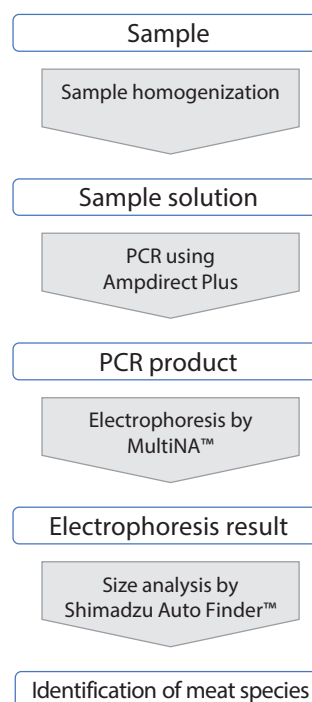 Sample
Sample homogenization
Sample solution
PCR using
Ampdirect Plus
PCR product
Electrophoresis by
MultiNA™
Electrophoresis result
Size analysis by
Shimadzu Auto Finder™
Identification of meat species